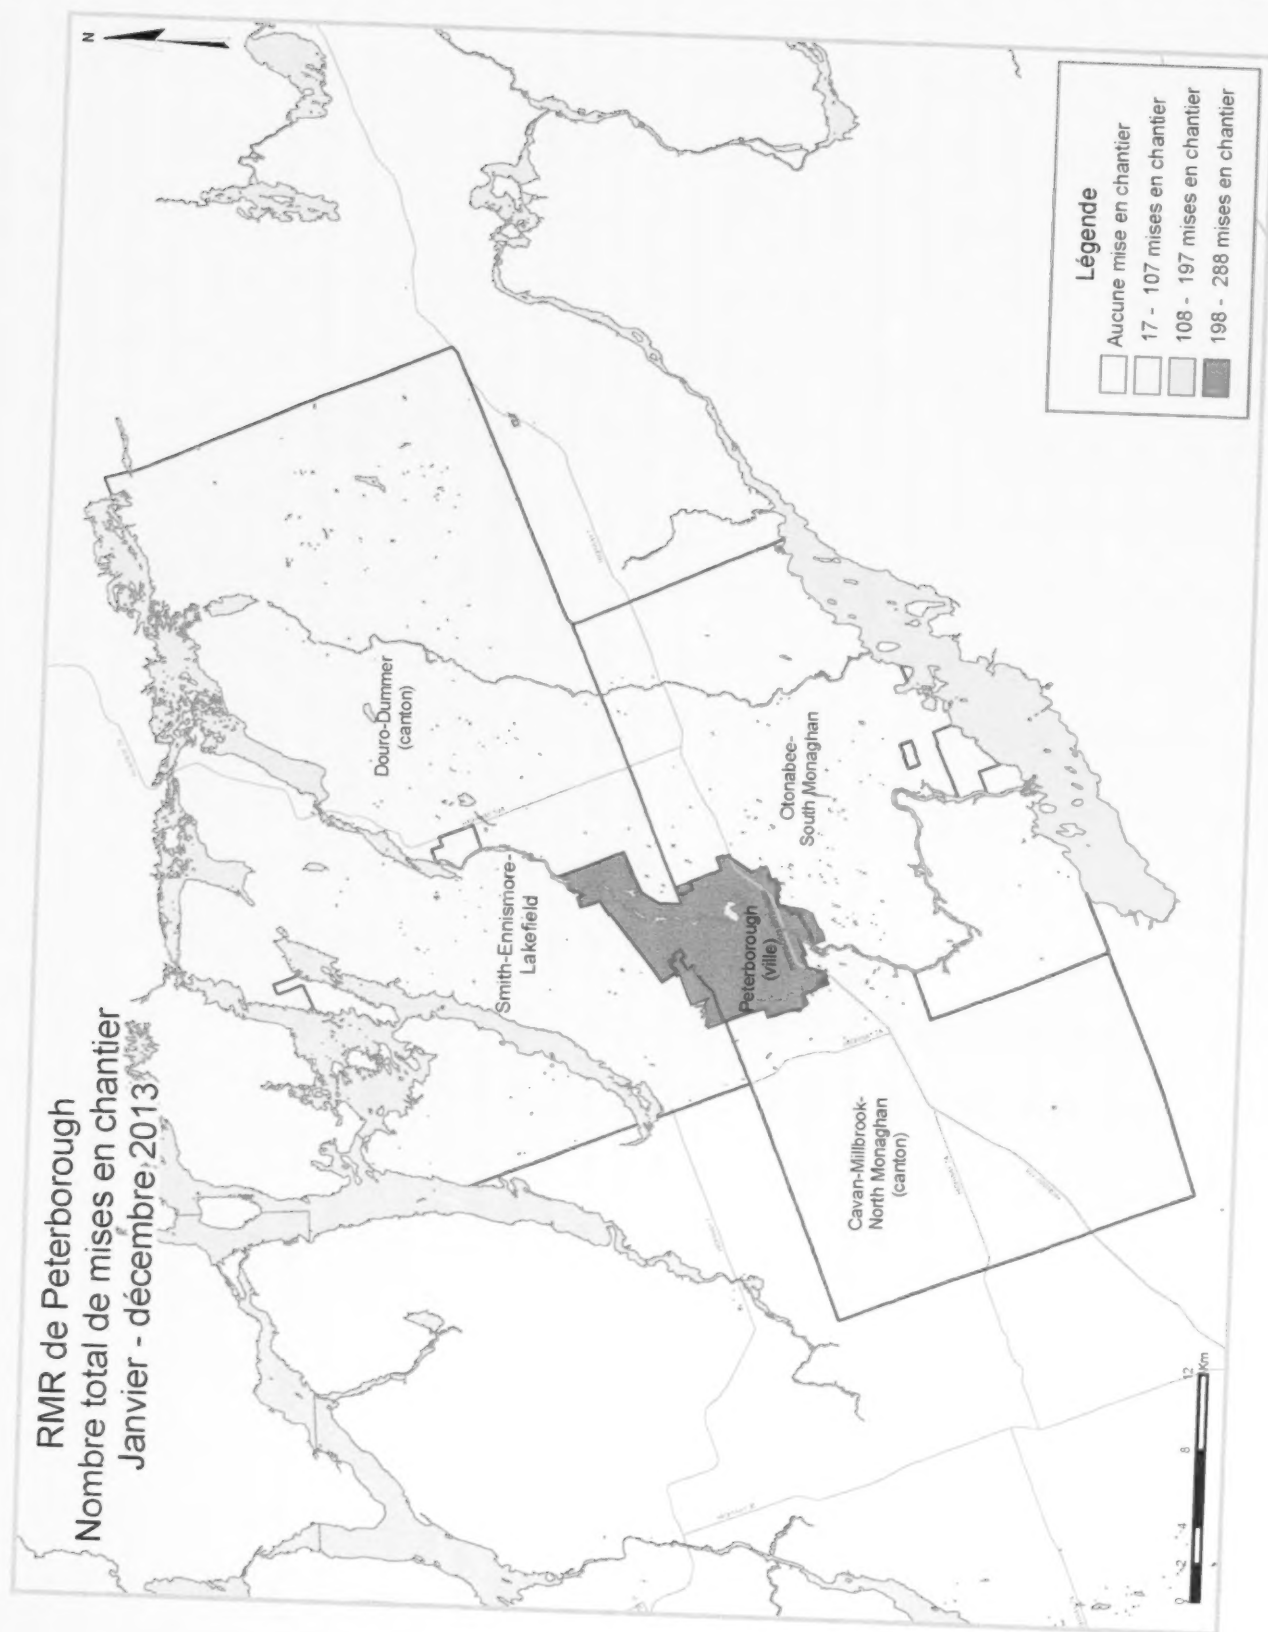 RMR de Peterborough
Nombre total de mises en chantier
Janvier - décembre 2013
N
Douro-Dummer
(canton)
Smith-Ennismore-
Lakefield
Peterborough
(ville)
Otonabee-
South Monaghan
Cavan-Millbrook-
North Monaghan
(canton)
Légende
Aucune mise en chantier
17 - 107 mises en chantier
108 - 197 mises en chantier
198 - 288 mises en chantier
0 2 4 8 12
Km